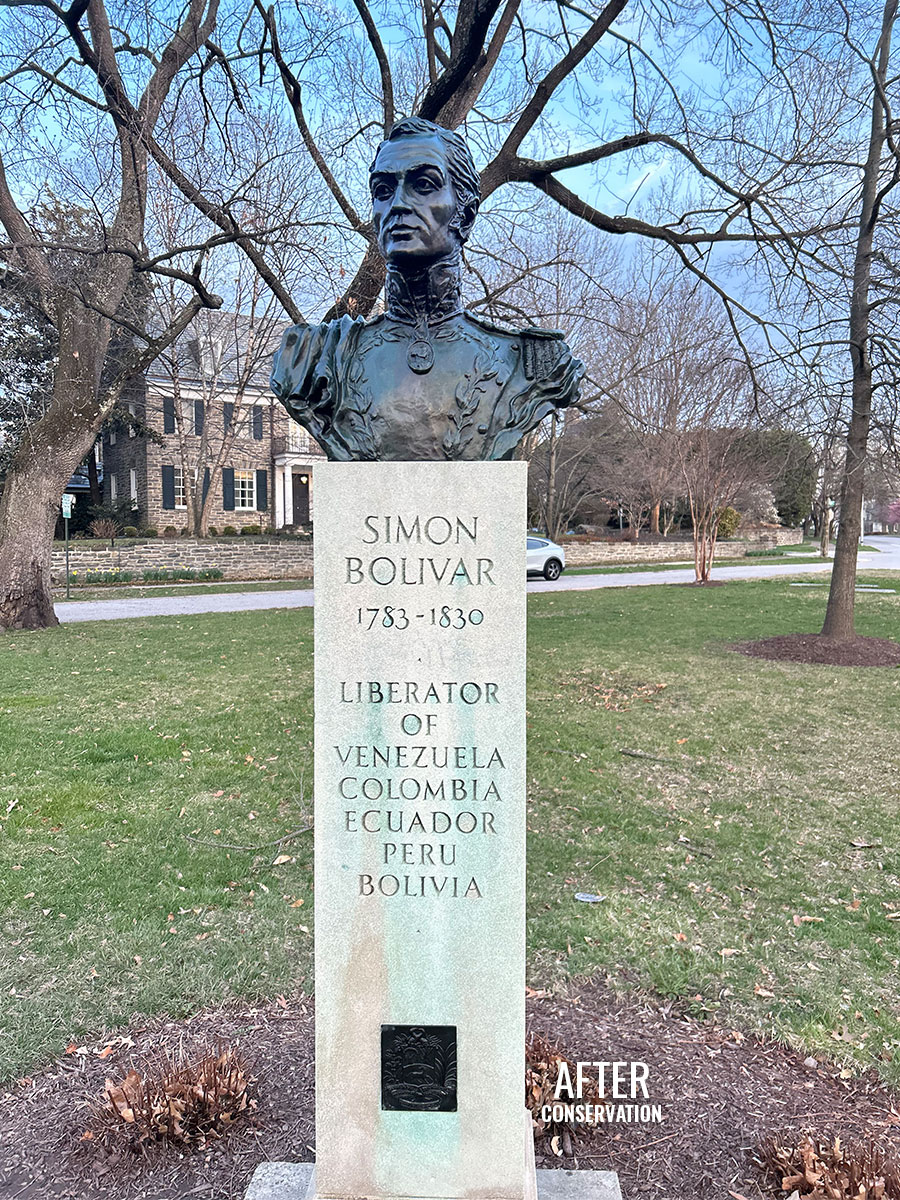 SIMON
BOLIVAR
1783-1830
LIBERATOR
OF
VENEZUELA
COLOMBIA
ECUADOR
PERU
BOLIVIA
AFTER
CONSERVATION